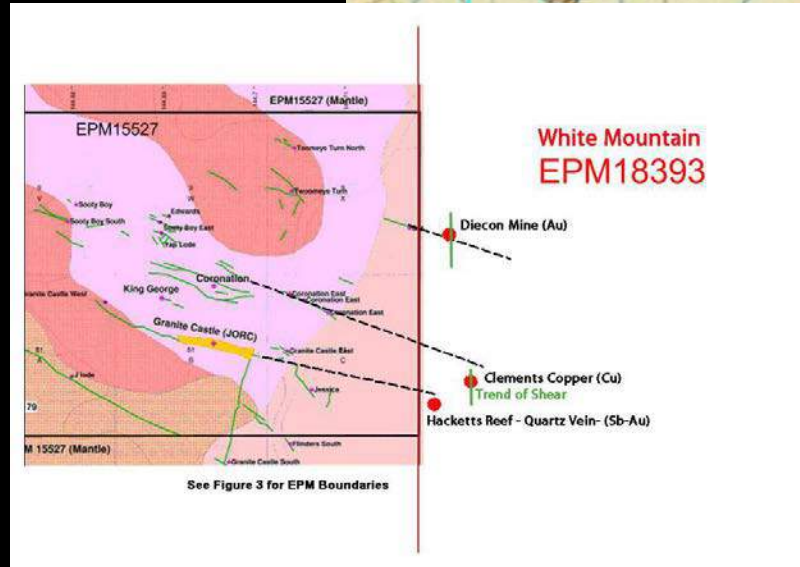 EPM15527 (Mantle)
EPM15527
White Mountain
EPM18393
Twomeys Turn North
Twoomeys Turn
Sooty Boy
Sooty Boy South
Edwards
Sooty Boy East
Yap Lode
Diecon Mine (Au)
Coronation
King George
Coronation East
Coronation East
Coronation East
Granite Castle West
Granite Castle (JORC)
Granite Castle East
Clements Copper (Cu)
Trend of Shear
Jessica
Hacketts Reef - Quartz Vein- (Sb-Au)
79
M 15527 (Mantle)
Flinders South
Granite Castle South
See Figure 3 for EPM Boundaries